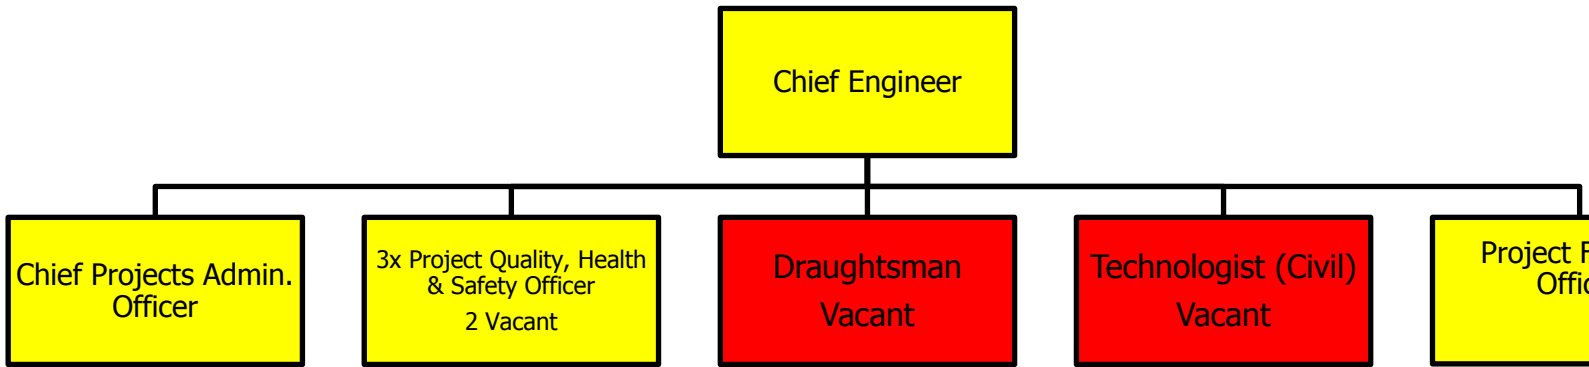 Chief Engineer
Chief Projects Admin.
Officer
3x Project Quality, Health
& Safety Officer
2 Vacant
Draughtsman
Vacant
Technologist (Civil)
Vacant
Project